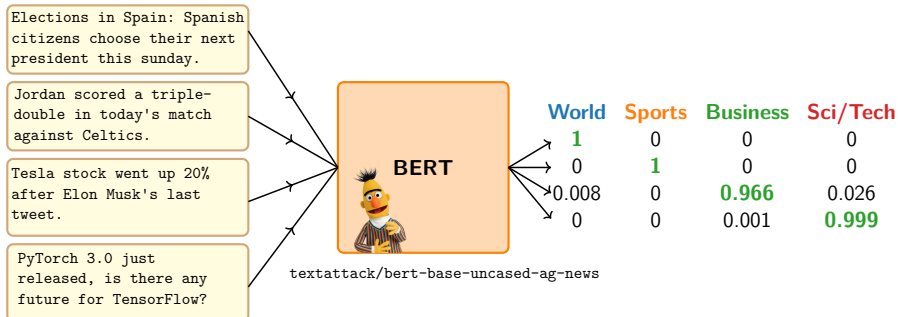 Elections in Spain: Spanish
citizens choose their next
president this sunday.
Jordan scored a triple-
double in today's match
against Celtics.
Tesla stock went up 20%
after Elon Musk's last
tweet.
PyTorch 3.0 just
released, is there any
future for TensorFlow?
BERT
textattack/bert-base-uncased-ag-news
World Sports Business Sci/Tech
1 0 0 0
0 1 0 0
0.008 0 0.966 0.026
0 0 0.001 0.999